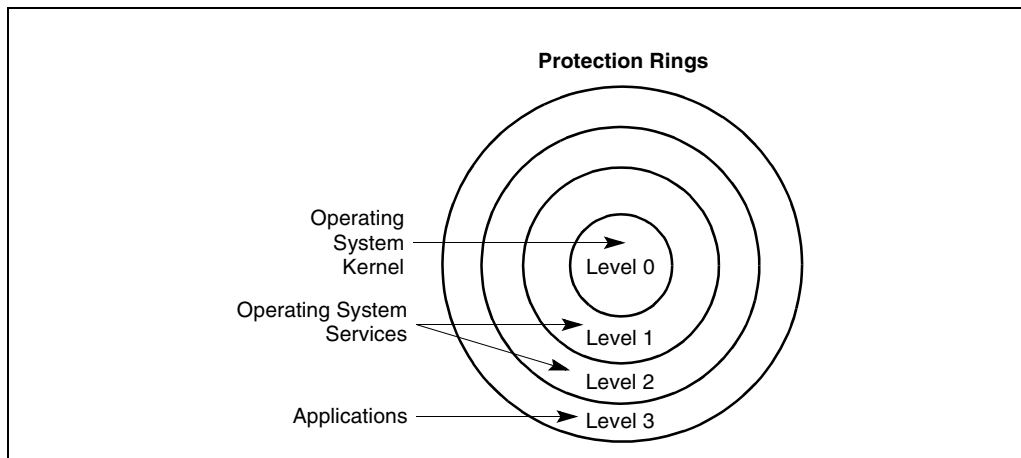 Protection Rings
Operating
System
Kernel
Level 0
Operating System
Services
Level 1
Level 2
Applications
Level 3